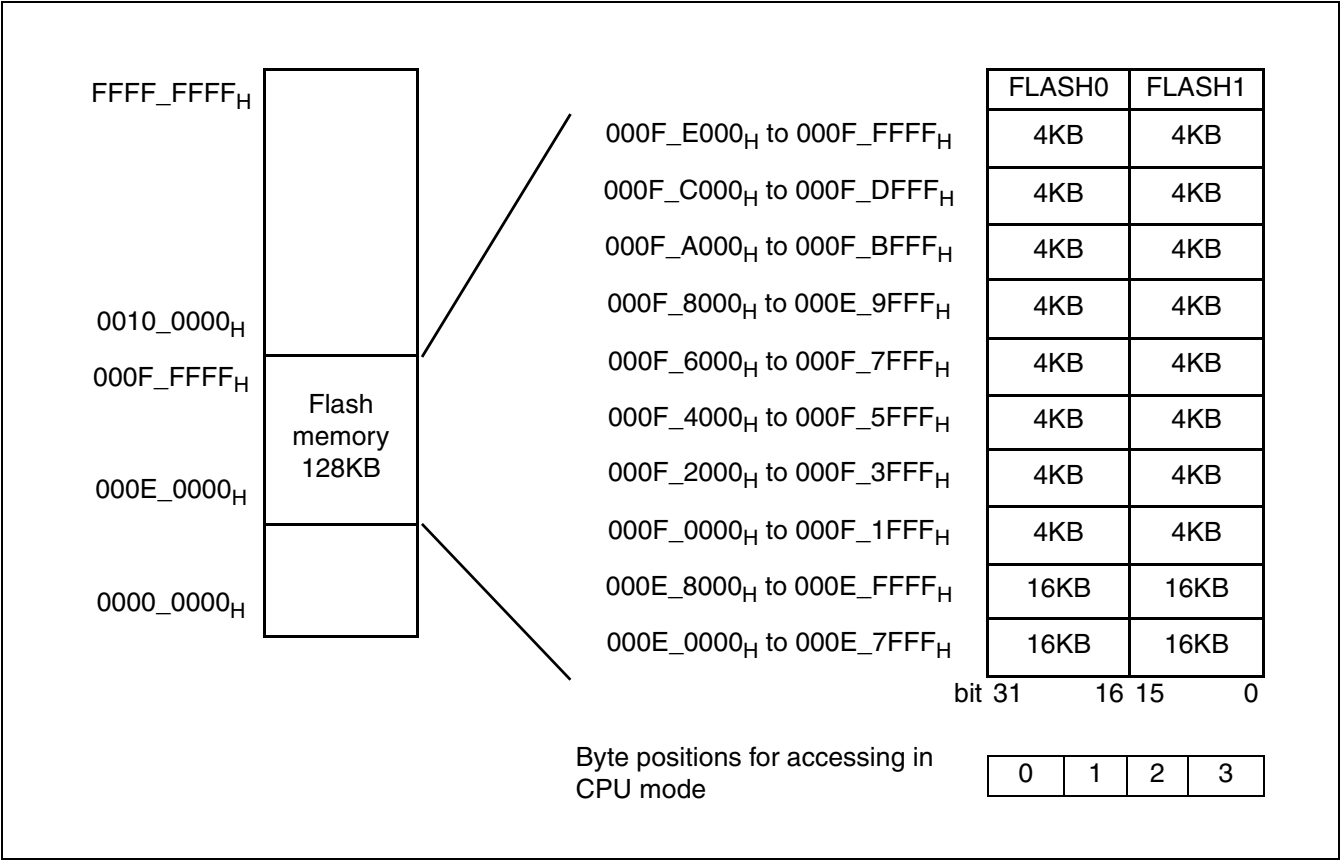 FFFF_FFFFH
0010_0000H
000F_FFFFH
Flash
memory
128KB
000E_0000H
0000_0000H
FLASH0 FLASH1
000F_E000H to 000F_FFFFH 4KB 4KB
000F_C000H to 000F_DFFFH 4KB 4KB
000F_A000H to 000F_BFFFH 4KB 4KB
000F_8000H to 000E_9FFFH 4KB 4KB
000F_6000H to 000F_7FFFH 4KB 4KB
000F_4000H to 000F_5FFFH 4KB 4KB
000F_2000H to 000F_3FFFH 4KB 4KB
000F_0000H to 000F_1FFFH 4KB 4KB
000E_8000H to 000E_FFFFH 16KB 16KB
000E_0000H to 000E_7FFFH 16KB 16KB
bit 31 16 15 0
Byte positions for accessing in
CPU mode
0 1 2 3